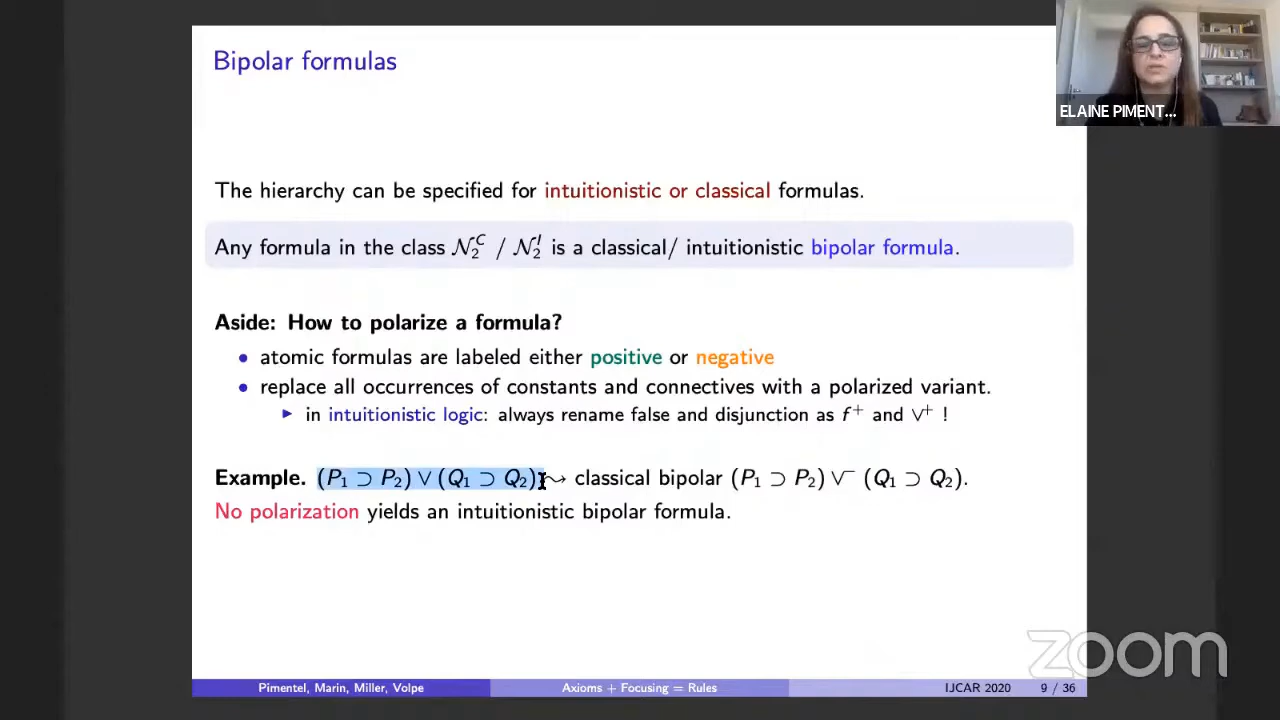 Bipolar formulas
ELAINE PIMENT...
The hierarchy can be specified for intuitionistic or classical formulas.
Any formula in the class 𝒩₂ᶜ / 𝒩₂ᴵ is a classical/ intuitionistic bipolar formula.
Aside: How to polarize a formula?
• atomic formulas are labeled either positive or negative
• replace all occurrences of constants and connectives with a polarized variant.
▶ in intuitionistic logic: always rename false and disjunction as f⁺ and ∨⁺ !
Example. (P₁ ⊃ P₂) ∨ (Q₁ ⊃ Q₂) ⤳ classical bipolar (P₁ ⊃ P₂) ∨⁻ (Q₁ ⊃ Q₂).
No polarization yields an intuitionistic bipolar formula.
zoom
Pimentel, Marin, Miller, Volpe Axioms + Focusing = Rules IJCAR 2020 9 / 36